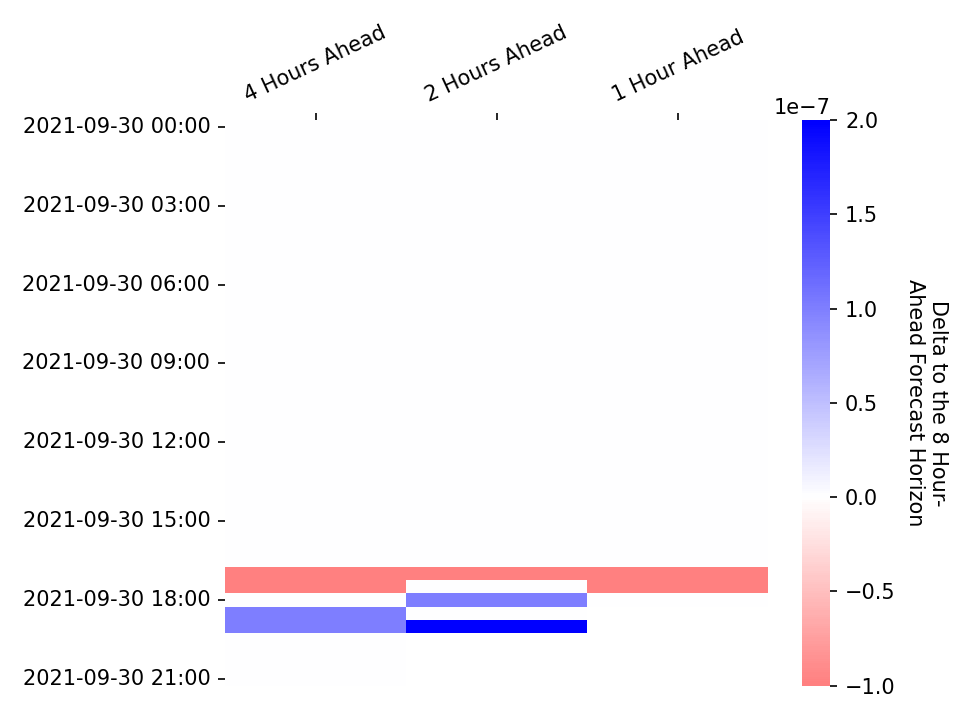 4 Hours Ahead
2 Hours Ahead
1 Hour Ahead
1e−7
2021-09-30 00:00
2021-09-30 03:00
2021-09-30 06:00
2021-09-30 09:00
2021-09-30 12:00
2021-09-30 15:00
2021-09-30 18:00
2021-09-30 21:00
2.0
1.5
1.0
0.5
0.0
−0.5
−1.0
Delta to the 8 Hour-
Ahead Forecast Horizon